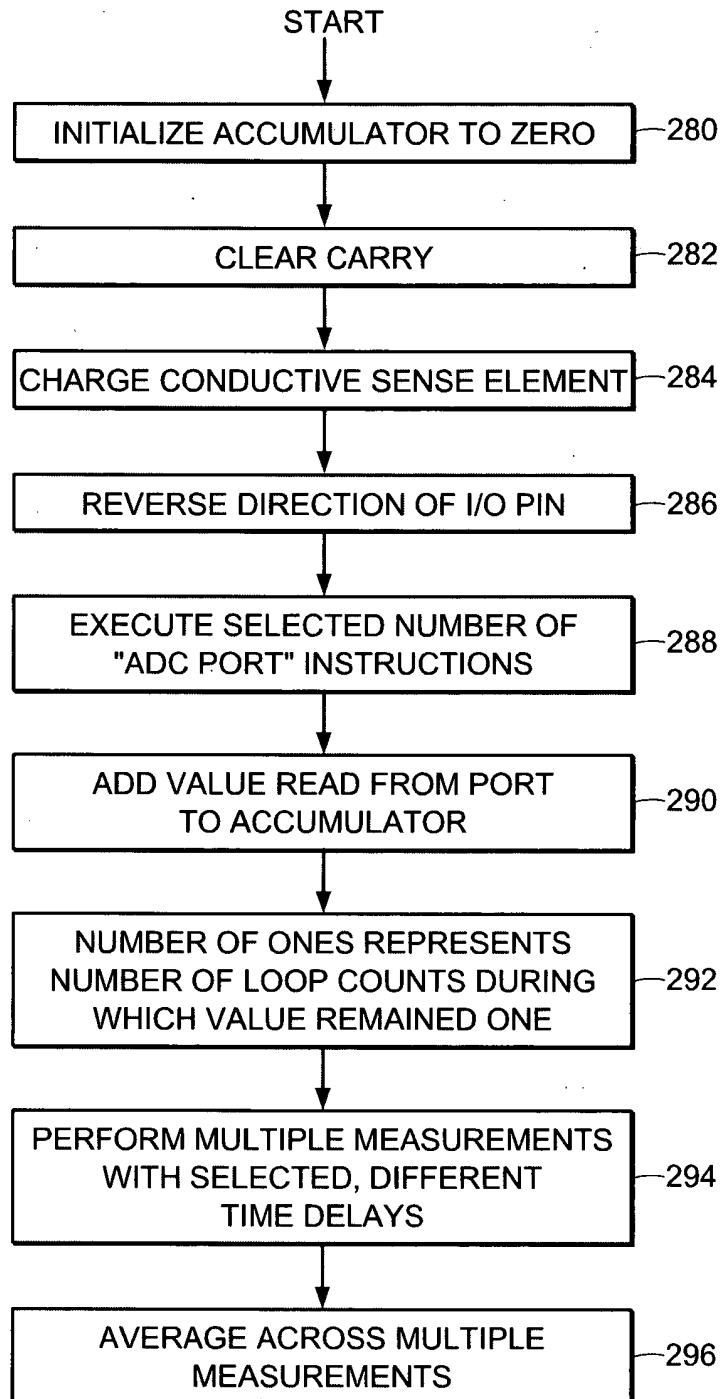 START
INITIALIZE ACCUMULATOR TO ZERO
280
CLEAR CARRY
282
CHARGE CONDUCTIVE SENSE ELEMENT
284
REVERSE DIRECTION OF I/O PIN
286
EXECUTE SELECTED NUMBER OF
"ADC PORT" INSTRUCTIONS
288
ADD VALUE READ FROM PORT
TO ACCUMULATOR
290
NUMBER OF ONES REPRESENTS
NUMBER OF LOOP COUNTS DURING
WHICH VALUE REMAINED ONE
292
PERFORM MULTIPLE MEASUREMENTS
WITH SELECTED, DIFFERENT
TIME DELAYS
294
AVERAGE ACROSS MULTIPLE
MEASUREMENTS
296